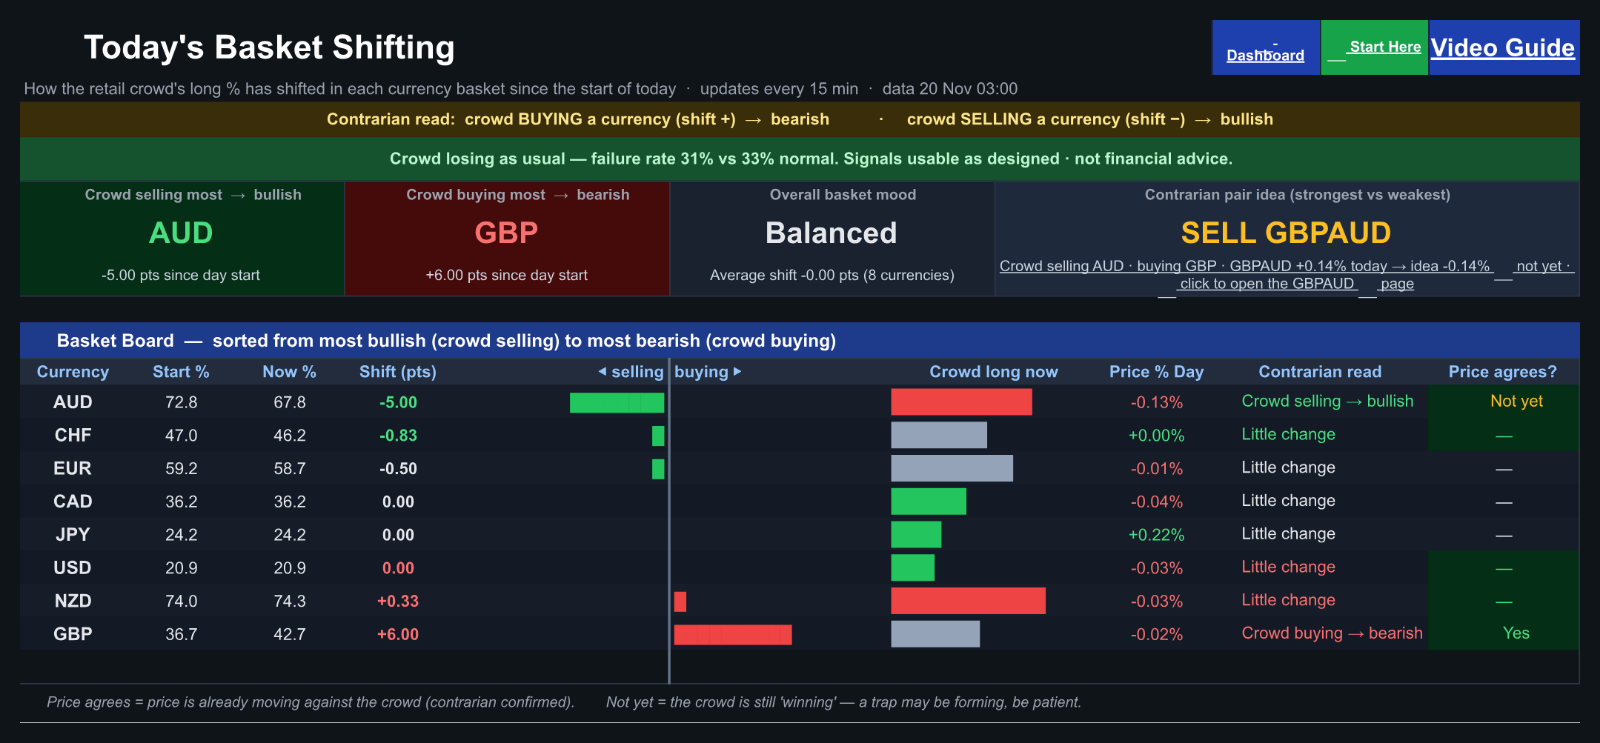 Today's Basket Shifting
Dashboard
Start Here
Video Guide
How the retail crowd's long % has shifted in each currency basket since the start of today · updates every 15 min · data 20 Nov 03:00
Contrarian read: crowd BUYING a currency (shift +) → bearish · crowd SELLING a currency (shift −) → bullish
Crowd losing as usual — failure rate 31% vs 33% normal. Signals usable as designed · not financial advice.
Crowd selling most → bullish
AUD
-5.00 pts since day start
Crowd buying most → bearish
GBP
+6.00 pts since day start
Overall basket mood
Balanced
Average shift -0.00 pts (8 currencies)
Contrarian pair idea (strongest vs weakest)
SELL GBPAUD
Crowd selling AUD · buying GBP · GBPAUD +0.14% today → idea -0.14% not yet ·
click to open the GBPAUD page
Basket Board — sorted from most bullish (crowd selling) to most bearish (crowd buying)
Currency Start % Now % Shift (pts) ◄ selling buying ► Crowd long now Price % Day Contrarian read Price agrees?
AUD 72.8 67.8 -5.00 -0.13% Crowd selling → bullish Not yet
CHF 47.0 46.2 -0.83 +0.00% Little change —
EUR 59.2 58.7 -0.50 -0.01% Little change —
CAD 36.2 36.2 0.00 -0.04% Little change —
JPY 24.2 24.2 0.00 +0.22% Little change —
USD 20.9 20.9 0.00 -0.03% Little change —
NZD 74.0 74.3 +0.33 -0.03% Little change —
GBP 36.7 42.7 +6.00 -0.02% Crowd buying → bearish Yes
Price agrees = price is already moving against the crowd (contrarian confirmed). Not yet = the crowd is still 'winning' — a trap may be forming, be patient.